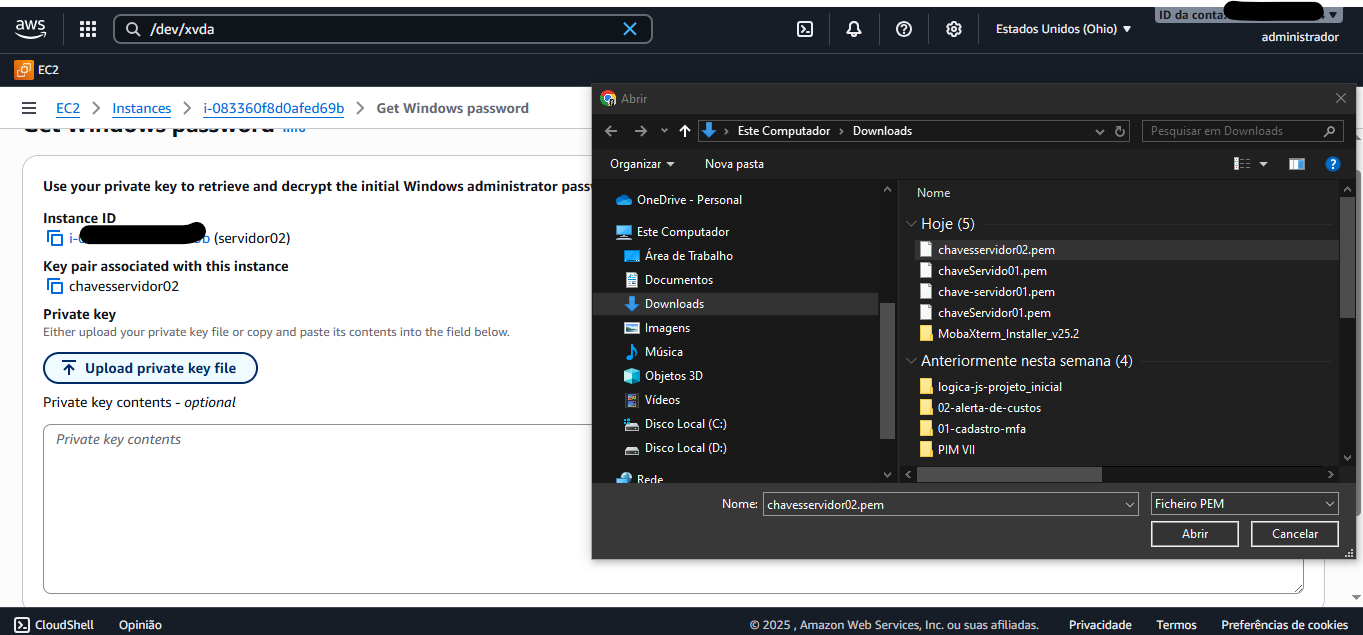 aws
/dev/xvda
Estados Unidos (Ohio)
ID da conta:
administrador
EC2
EC2 > Instances > i-083360f8d0afed69b > Get Windows password
Get Windows password Info
Use your private key to retrieve and decrypt the initial Windows administrator
Instance ID
(servidor02)
Key pair associated with this instance
chavesservidor02
Private key
Either upload your private key file or copy and paste its contents into the field below.
Upload private key file
Private key contents - optional
Private key contents
Abrir
Este Computador > Downloads
Pesquisar em Downloads
Organizar
Nova pasta
OneDrive - Personal
Este Computador
Área de Trabalho
Documentos
Downloads
Imagens
Música
Objetos 3D
Vídeos
Disco Local (C:)
Disco Local (D:)
Rede
Nome
Hoje (5)
chavesservidor02.pem
chaveServido01.pem
chave-servidor01.pem
chaveServidor01.pem
MobaXterm_Installer_v25.2
Anteriormente nesta semana (4)
logica-js-projeto_inicial
02-alerta-de-custos
01-cadastro-mfa
PIM VII
Nome: chavesservidor02.pem
Ficheiro PEM
Abrir
Cancelar
CloudShell
Opinião
© 2025 , Amazon Web Services, Inc. ou suas afiliadas.
Privacidade
Termos
Preferências de cookies